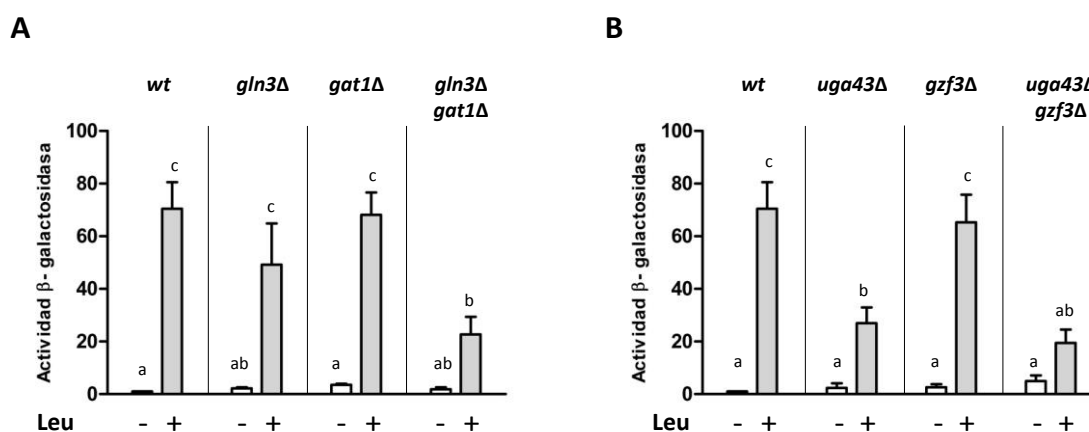 A
wt gln3Δ gat1Δ gln3Δ
gat1Δ
Actividad β- galactosidasa
100
80
60
40
20
0
a c ab c a c ab b
Leu - + - + - + - +
B
wt uga43Δ gzf3Δ uga43Δ
gzf3Δ
Actividad β- galactosidasa
100
80
60
40
20
0
a c a b a c a ab
Leu - + - + - + - +